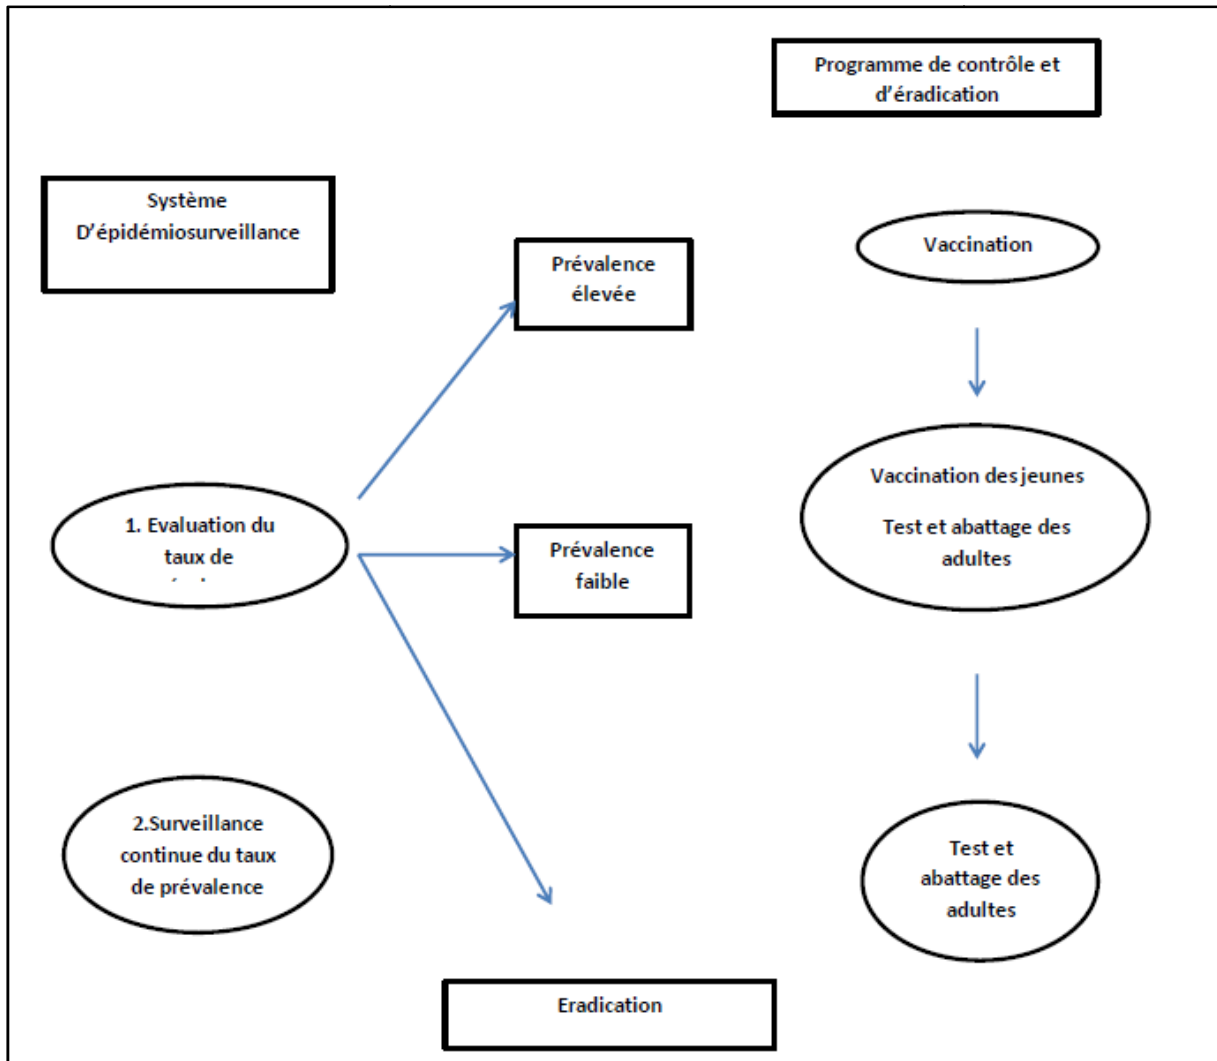 Programme de contrôle et
d'éradication
Système
D'épidémiosurveillance
Prévalence
élevée
Vaccination
1. Evaluation du
taux de
Prévalence
faible
Vaccination des jeunes
Test et abattage des
adultes
2.Surveillance
continue du taux
de prévalence
Test et
abattage des
adultes
Eradication